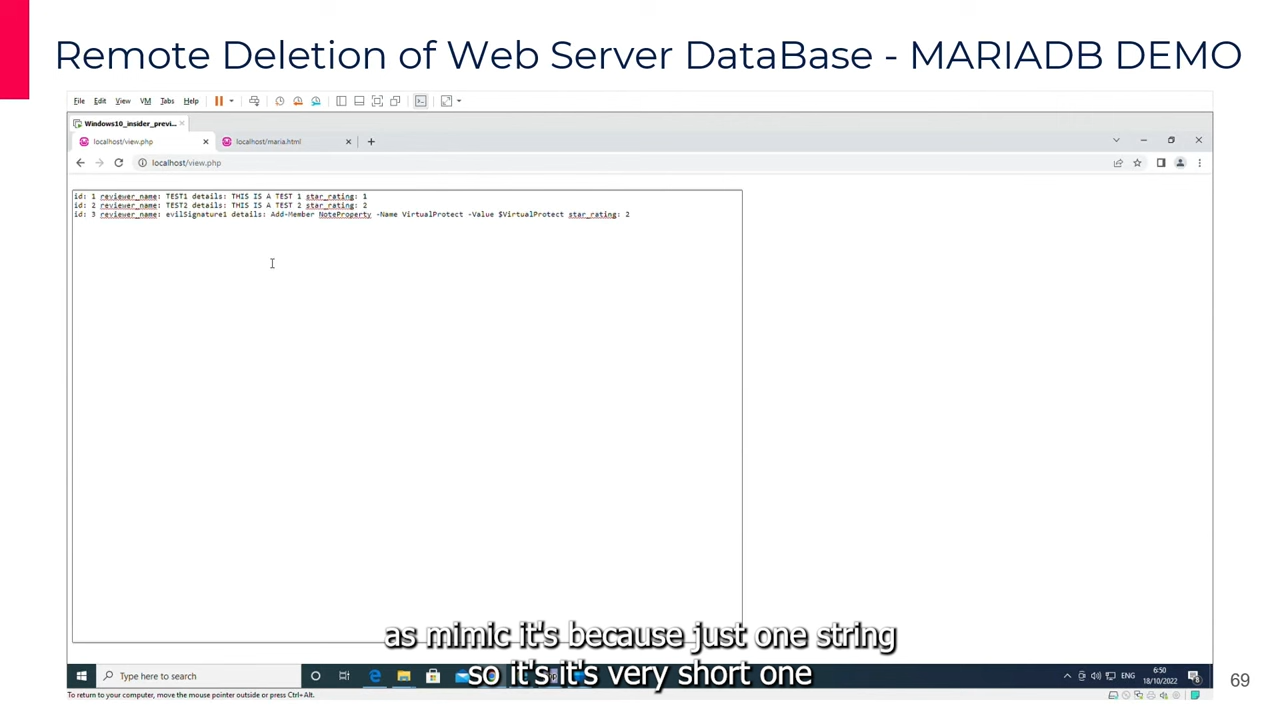 Remote Deletion of Web Server DataBase - MARIADB DEMO
File Edit View VM Tabs Help
Windows10_insider_previ...
localhost/view.php localhost/maria.html
localhost/view.php
id: 1 reviewer_name: TEST1 details: THIS IS A TEST 1 star_rating: 1
id: 2 reviewer_name: TEST2 details: THIS IS A TEST 2 star_rating: 2
id: 3 reviewer_name: evilSignature1 details: Add-Member NoteProperty -Name VirtualProtect -Value $VirtualProtect star_rating: 2
as mimic it's because just one string
so it's it's very short one
Type here to search
ENG
6:50
18/10/2022
To return to your computer, move the mouse pointer outside or press Ctrl+Alt.
69